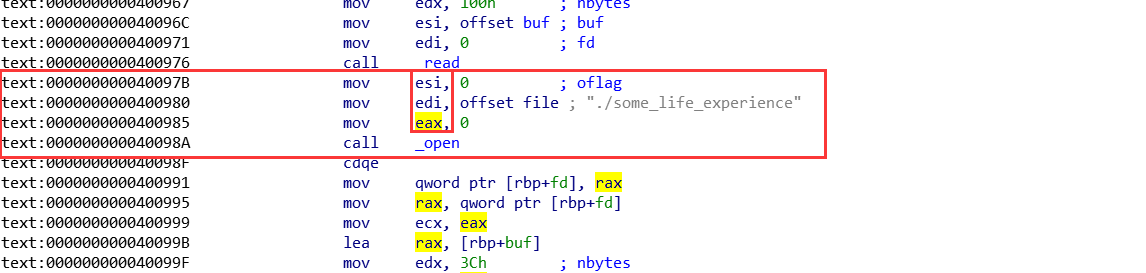 text:0000000000400967 mov edx, 100h ; nbytes
text:000000000040096C mov esi, offset buf ; buf
text:0000000000400971 mov edi, 0 ; fd
text:0000000000400976 call _read
text:000000000040097B mov esi, 0 ; oflag
text:0000000000400980 mov edi, offset file ; "./some_life_experience"
text:0000000000400985 mov eax, 0
text:000000000040098A call _open
text:000000000040098F cdqe
text:0000000000400991 mov qword ptr [rbp+fd], rax
text:0000000000400995 mov rax, qword ptr [rbp+fd]
text:0000000000400999 mov ecx, eax
text:000000000040099B lea rax, [rbp+buf]
text:000000000040099F mov edx, 3Ch ; nbytes